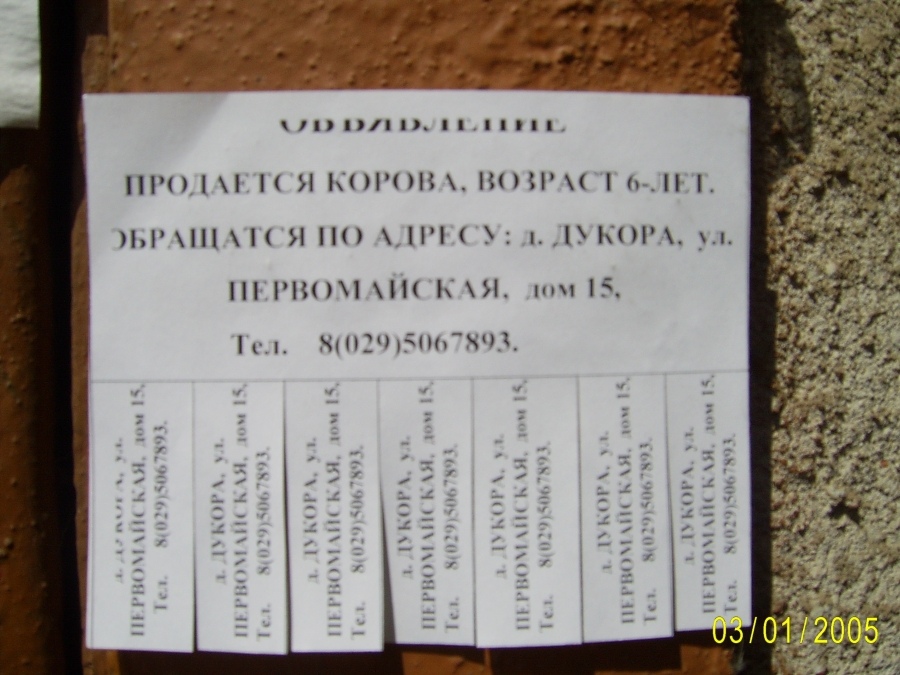 ОБЪЯВЛЕНИЕ
ПРОДАЕТСЯ КОРОВА, ВОЗРАСТ 6-ЛЕТ.
ОБРАЩАТСЯ ПО АДРЕСУ: д. ДУКОРА, ул.
ПЕРВОМАЙСКАЯ, дом 15,
Тел. 8(029)5067893.
д. ДУКОРА, ул.
ПЕРВОМАЙСКАЯ, дом 15,
Тел. 8(029)5067893.
д. ДУКОРА, ул.
ПЕРВОМАЙСКАЯ, дом 15,
Тел. 8(029)5067893.
д. ДУКОРА, ул.
ПЕРВОМАЙСКАЯ, дом 15,
Тел. 8(029)5067893.
д. ДУКОРА, ул.
ПЕРВОМАЙСКАЯ, дом 15,
Тел. 8(029)5067893.
д. ДУКОРА, ул.
ПЕРВОМАЙСКАЯ, дом 15,
Тел. 8(029)5067893.
д. ДУКОРА, ул.
ПЕРВОМАЙСКАЯ, дом 15,
Тел. 8(029)5067893.
д. ДУКОРА, ул.
ПЕРВОМАЙСКАЯ, дом 15,
Тел. 8(029)5067893.
03/01/2005